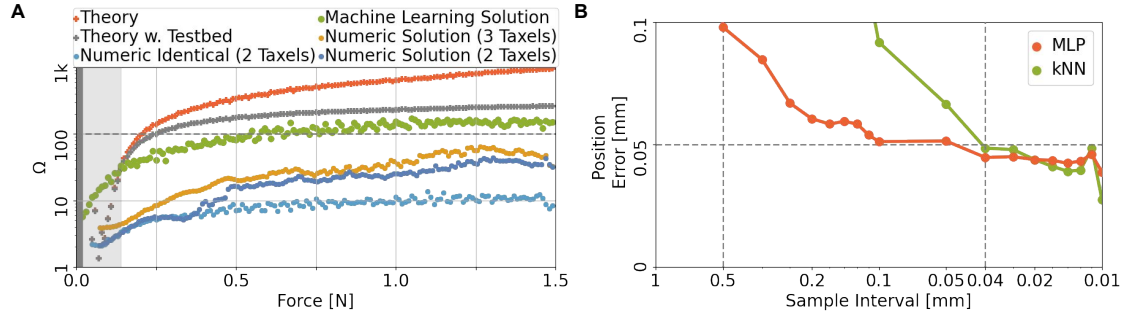 A
Theory
Machine Learning Solution
Theory w. Testbed
Numeric Solution (3 Taxels)
Numeric Identical (2 Taxels)
Numeric Solution (2 Taxels)
1k
100
10
1
Ω
0.0
0.5
1.0
1.5
Force [N]
B
0.1
0.05
0
Position
Error [mm]
MLP
kNN
1
0.5
0.2
0.1
0.05
0.04
0.02
0.01
Sample Interval [mm]